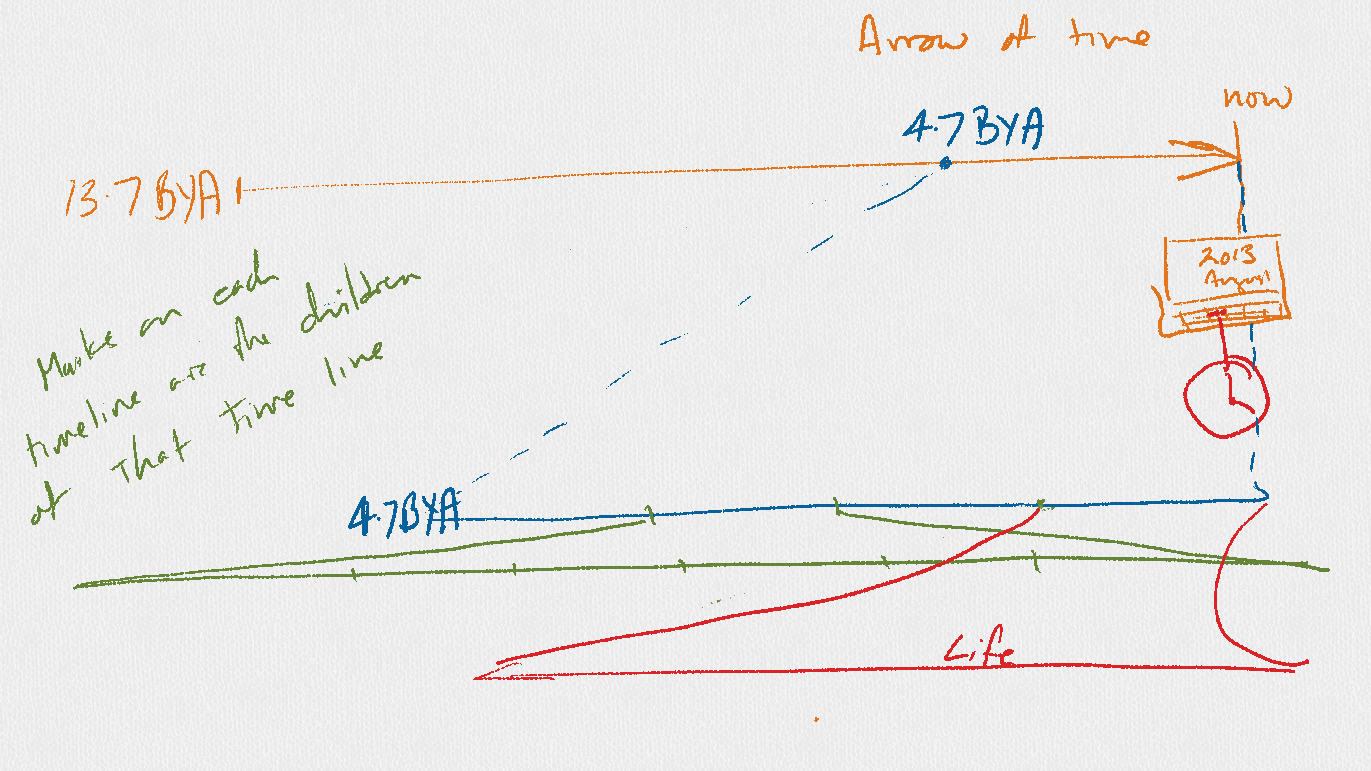 Arrow of time
now
4.7 BYA
13.7 BYA
2013
August
Marks on each
timeline are the children
of that time line
4.7 BYA
Life